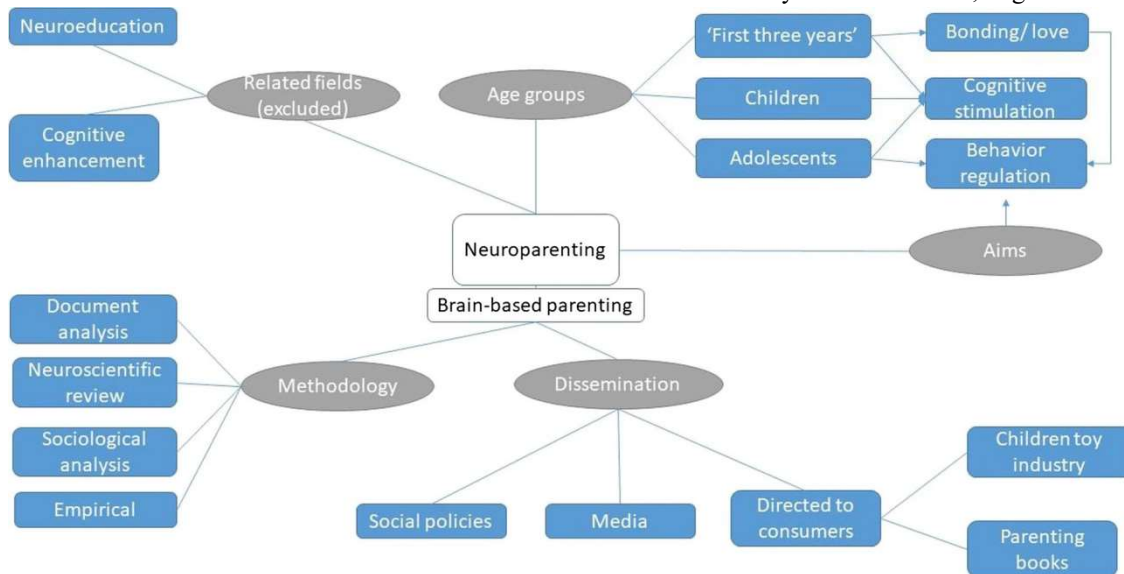 Neuroeducation
Cognitive
enhancement
Related fields
(excluded)
Age groups
'First three years'
Children
Adolescents
Bonding/ love
Cognitive
stimulation
Behavior
regulation
Aims
Neuroparenting
Brain-based parenting
Methodology
Document
analysis
Neuroscientific
review
Sociological
analysis
Empirical
Dissemination
Social policies
Media
Directed to
consumers
Children toy
industry
Parenting
books